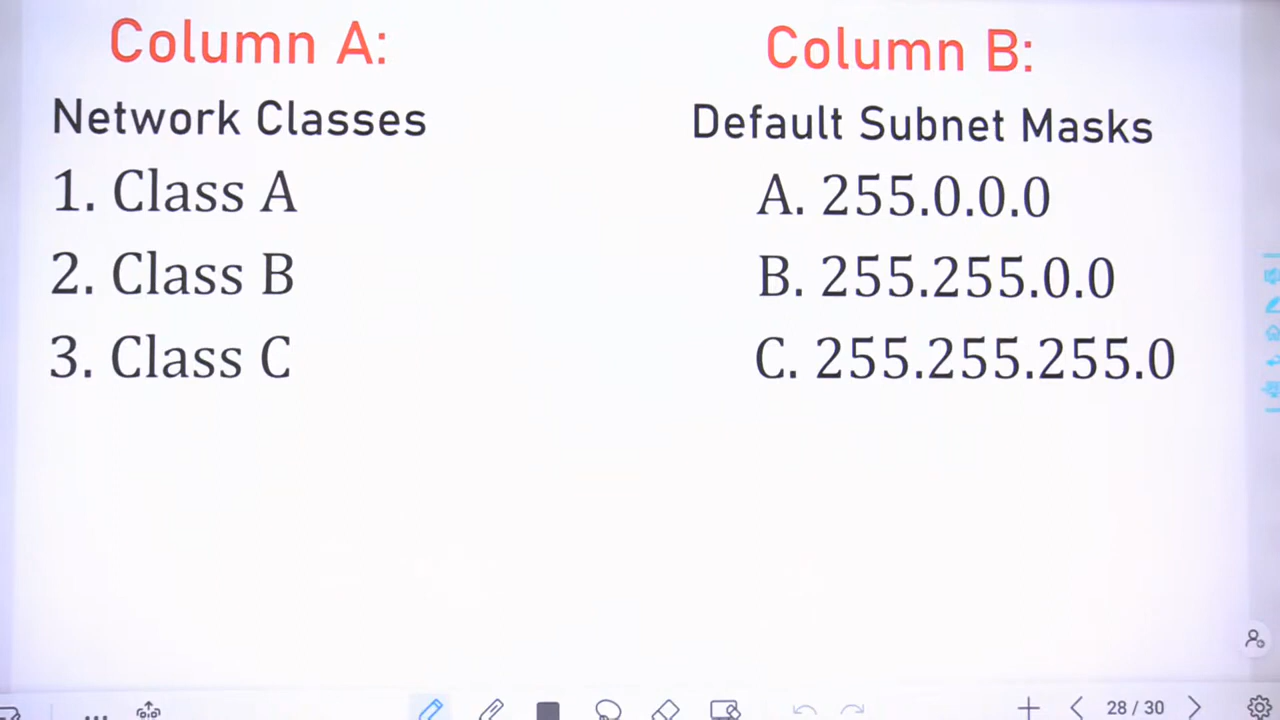 Column A:
Network Classes
1. Class A
2. Class B
3. Class C
Column B:
Default Subnet Masks
A. 255.0.0.0
B. 255.255.0.0
C. 255.255.255.0
28 / 30